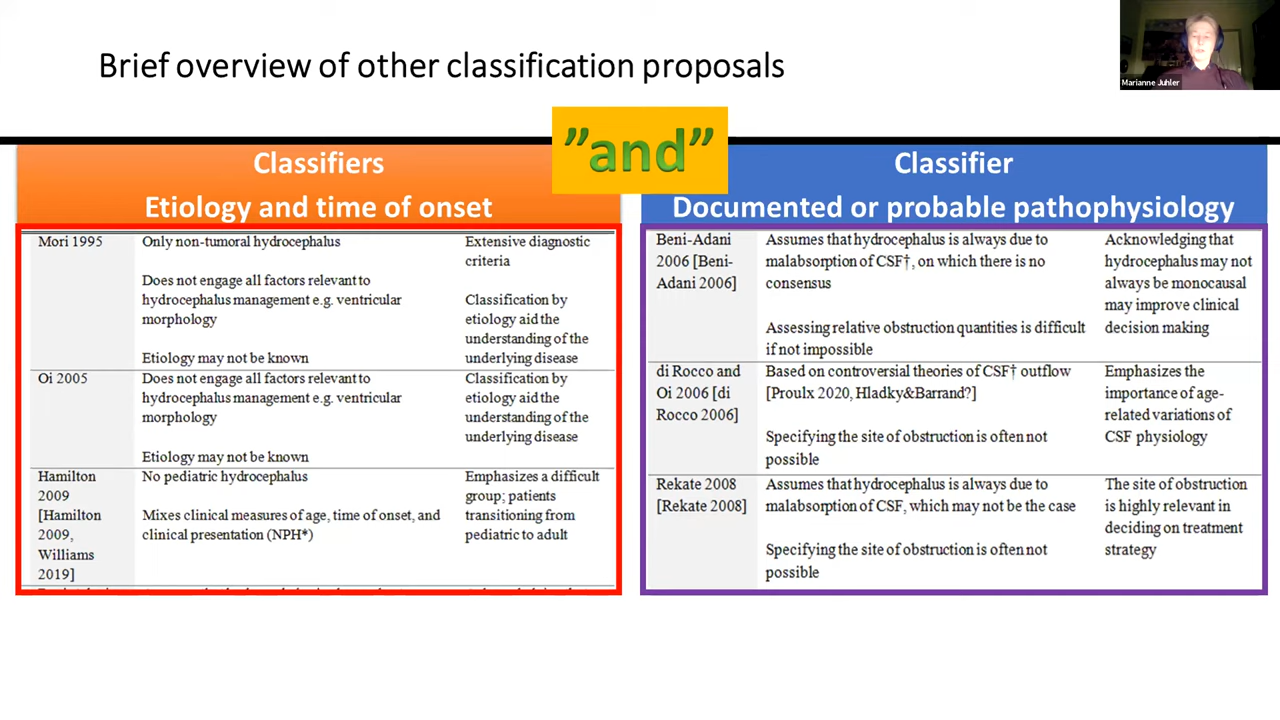 Brief overview of other classification proposals
Marianne Juhler
"and"
Classifiers
Etiology and time of onset
Mori 1995
Only non-tumoral hydrocephalus
Does not engage all factors relevant to
hydrocephalus management e.g. ventricular
morphology
Etiology may not be known
Extensive diagnostic
criteria
Classification by
etiology aid the
understanding of the
underlying disease
Oi 2005
Does not engage all factors relevant to
hydrocephalus management e.g. ventricular
morphology
Etiology may not be known
Classification by
etiology aid the
understanding of the
underlying disease
Hamilton
2009
[Hamilton
2009,
Williams
2019]
No pediatric hydrocephalus
Mixes clinical measures of age, time of onset, and
clinical presentation (NPH*)
Emphasizes a difficult
group; patients
transitioning from
pediatric to adult
Classifier
Documented or probable pathophysiology
Beni-Adani
2006 [Beni-
Adani 2006]
Assumes that hydrocephalus is always due to
malabsorption of CSF†, on which there is no
consensus
Assessing relative obstruction quantities is difficult
if not impossible
Acknowledging that
hydrocephalus may not
always be monocausal
may improve clinical
decision making
di Rocco and
Oi 2006 [di
Rocco 2006]
Based on controversial theories of CSF† outflow
[Proulx 2020, Hladky&Barrand?]
Specifying the site of obstruction is often not
possible
Emphasizes the
importance of age-
related variations of
CSF physiology
Rekate 2008
[Rekate 2008]
Assumes that hydrocephalus is always due to
malabsorption of CSF, which may not be the case
Specifying the site of obstruction is often not
possible
The site of obstruction
is highly relevant in
deciding on treatment
strategy